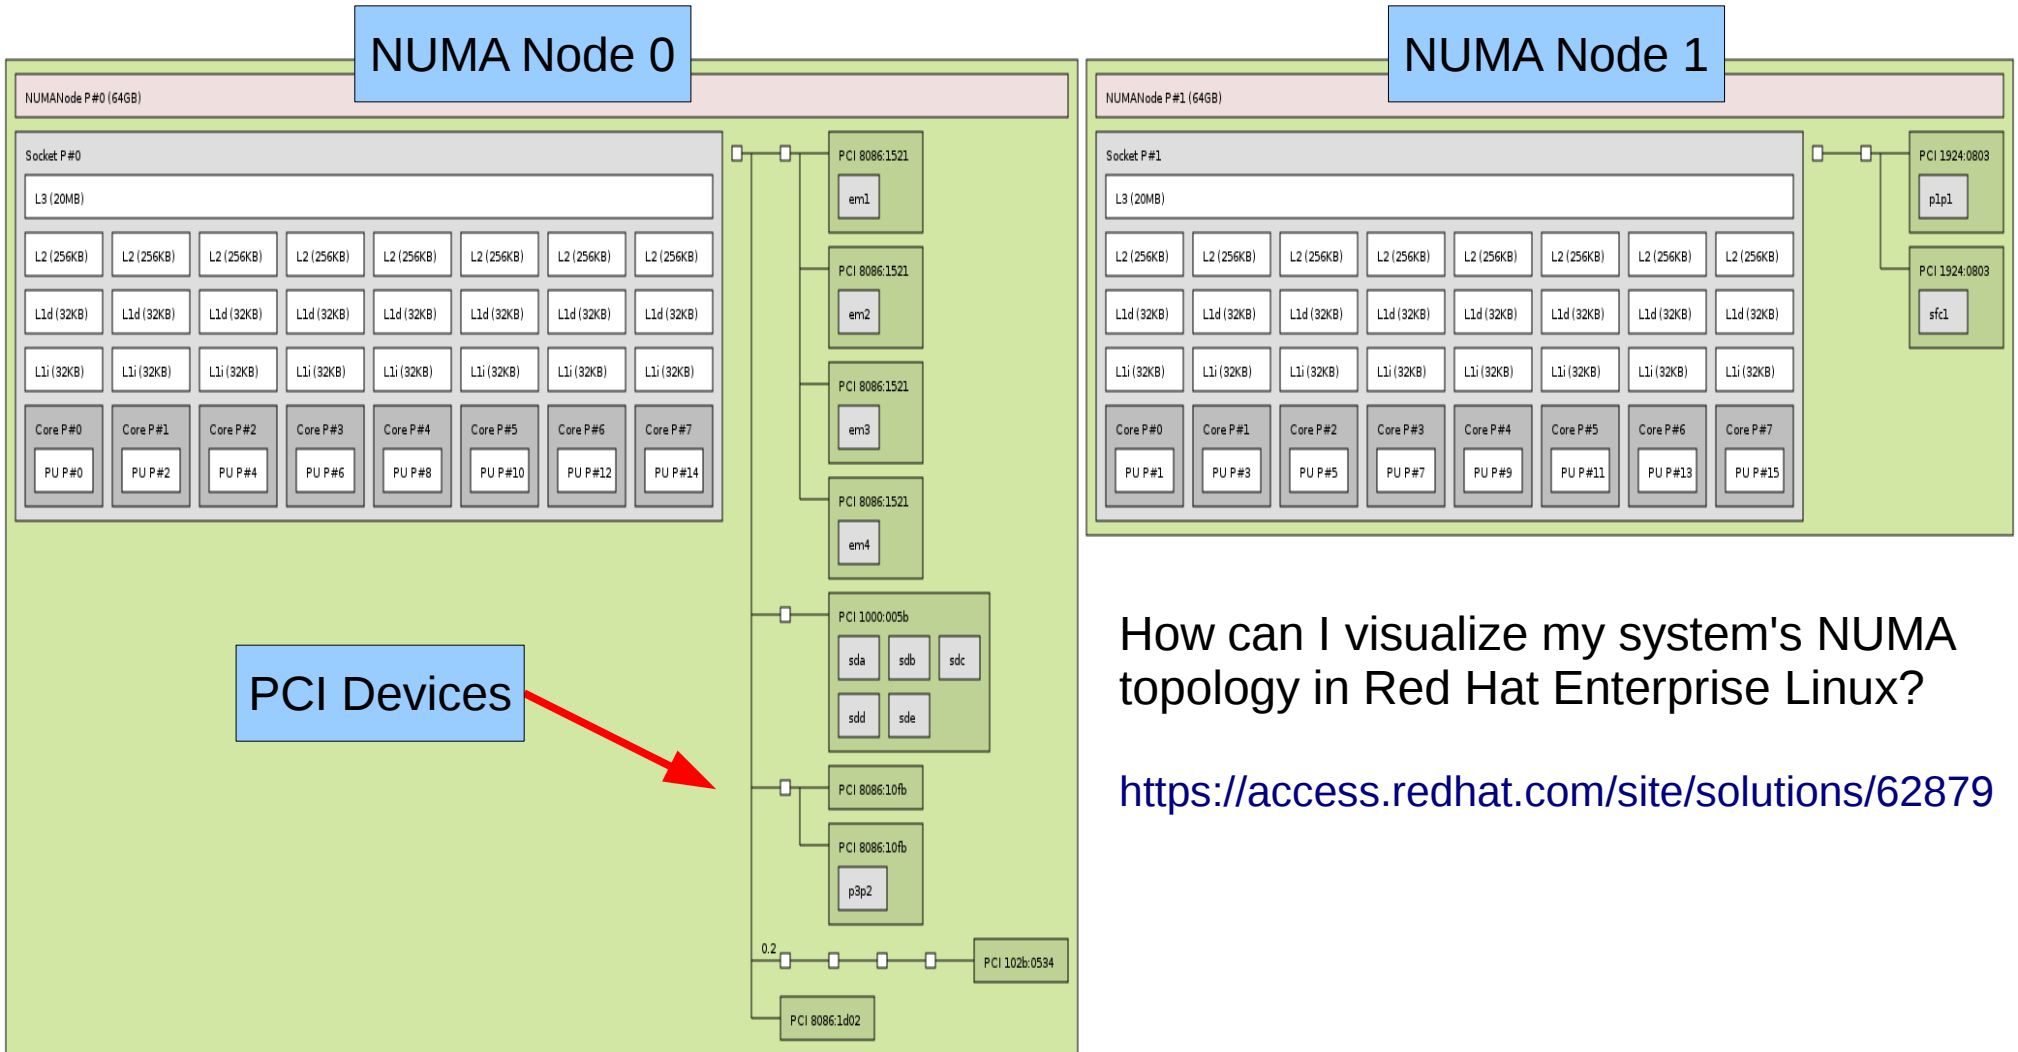 NUMA Node 0
NUMANode P#0 (64GB)
Socket P#0
L3 (20MB)
L2 (256KB) L2 (256KB) L2 (256KB) L2 (256KB) L2 (256KB) L2 (256KB) L2 (256KB) L2 (256KB)
L1d (32KB) L1d (32KB) L1d (32KB) L1d (32KB) L1d (32KB) L1d (32KB) L1d (32KB) L1d (32KB)
L1i (32KB) L1i (32KB) L1i (32KB) L1i (32KB) L1i (32KB) L1i (32KB) L1i (32KB) L1i (32KB)
Core P#0 Core P#1 Core P#2 Core P#3 Core P#4 Core P#5 Core P#6 Core P#7
PU P#0 PU P#2 PU P#4 PU P#6 PU P#8 PU P#10 PU P#12 PU P#14
PCI 8086:1521
em1
PCI 8086:1521
em2
PCI 8086:1521
em3
PCI 8086:1521
em4
PCI 1000:005b
sda sdb sdc
sdd sde
PCI Devices
PCI 8086:10fb
PCI 8086:10fb
p3p2
0.2
PCI 102b:0534
PCI 8086:1d02
NUMA Node 1
NUMANode P#1 (64GB)
Socket P#1
L3 (20MB)
L2 (256KB) L2 (256KB) L2 (256KB) L2 (256KB) L2 (256KB) L2 (256KB) L2 (256KB) L2 (256KB)
L1d (32KB) L1d (32KB) L1d (32KB) L1d (32KB) L1d (32KB) L1d (32KB) L1d (32KB) L1d (32KB)
L1i (32KB) L1i (32KB) L1i (32KB) L1i (32KB) L1i (32KB) L1i (32KB) L1i (32KB) L1i (32KB)
Core P#0 Core P#1 Core P#2 Core P#3 Core P#4 Core P#5 Core P#6 Core P#7
PU P#1 PU P#3 PU P#5 PU P#7 PU P#9 PU P#11 PU P#13 PU P#15
PCI 1924:0803
p1p1
PCI 1924:0803
sfc1
How can I visualize my system's NUMA
topology in Red Hat Enterprise Linux?
https://access.redhat.com/site/solutions/62879